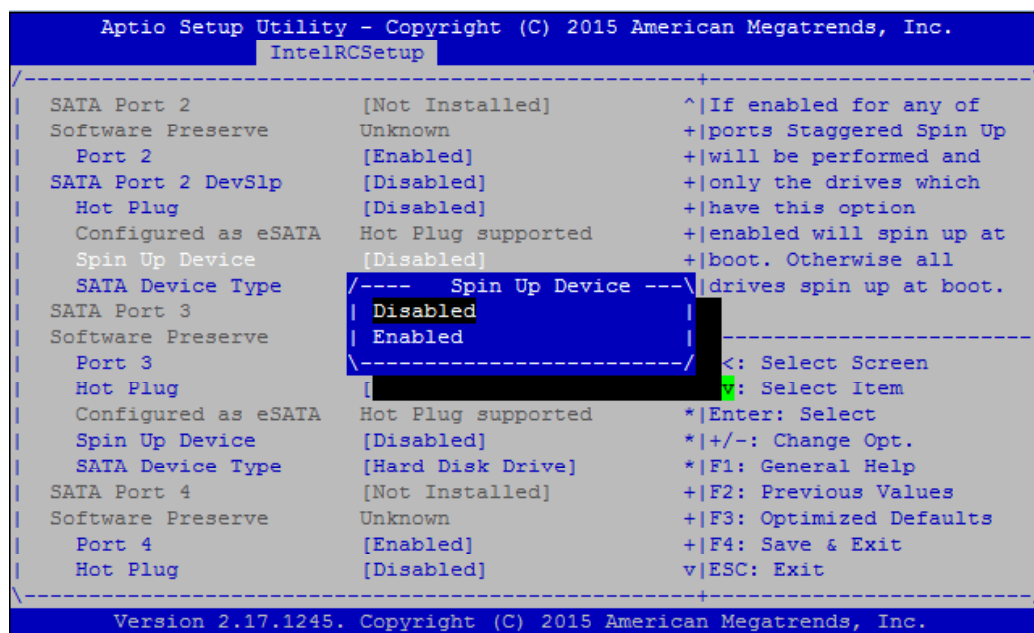 Aptio Setup Utility - Copyright (C) 2015 American Megatrends, Inc.
IntelRCSetup
/----------------------------------------------------+-------------------------\
| SATA Port 2 [Not Installed] ^|If enabled for any of
| Software Preserve Unknown +|ports Staggered Spin Up
| Port 2 [Enabled] +|will be performed and
| SATA Port 2 DevSlp [Disabled] +|only the drives which
| Hot Plug [Disabled] +|have this option
| Configured as eSATA Hot Plug supported +|enabled will spin up at
| Spin Up Device [Disabled] +|boot. Otherwise all
| SATA Device Type /---- Spin Up Device ---\|drives spin up at boot.
| SATA Port 3 | Disabled |
| Software Preserve | Enabled |-------------------------
| Port 3 \-------------------------/ <: Select Screen
| Hot Plug [ v: Select Item
| Configured as eSATA Hot Plug supported *|Enter: Select
| Spin Up Device [Disabled] *|+/-: Change Opt.
| SATA Device Type [Hard Disk Drive] *|F1: General Help
| SATA Port 4 [Not Installed] +|F2: Previous Values
| Software Preserve Unknown +|F3: Optimized Defaults
| Port 4 [Enabled] +|F4: Save & Exit
| Hot Plug [Disabled] v|ESC: Exit
\----------------------------------------------------+-------------------------/
Version 2.17.1245. Copyright (C) 2015 American Megatrends, Inc.